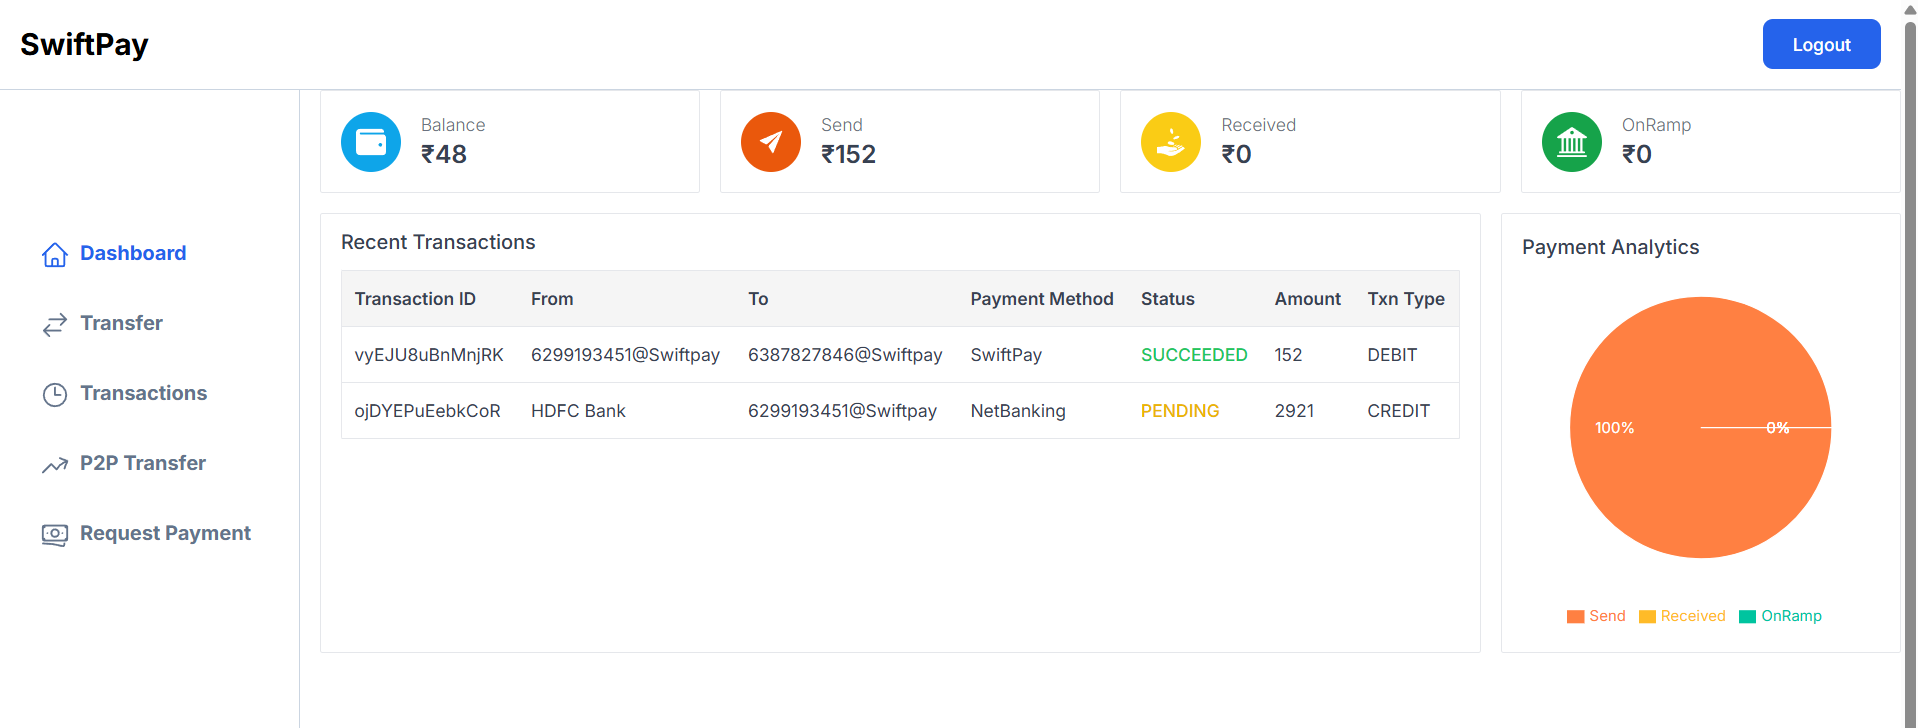 SwiftPay
Logout
Dashboard
Transfer
Transactions
P2P Transfer
Request Payment
Balance
₹48
Send
₹152
Received
₹0
OnRamp
₹0
Recent Transactions
Transaction ID From To Payment Method Status Amount Txn Type
vyEJU8uBnMnjRK 6299193451@Swiftpay 6387827846@Swiftpay SwiftPay SUCCEEDED 152 DEBIT
ojDYEPuEebkCoR HDFC Bank 6299193451@Swiftpay NetBanking PENDING 2921 CREDIT
Payment Analytics
100% 0%
Send Received OnRamp